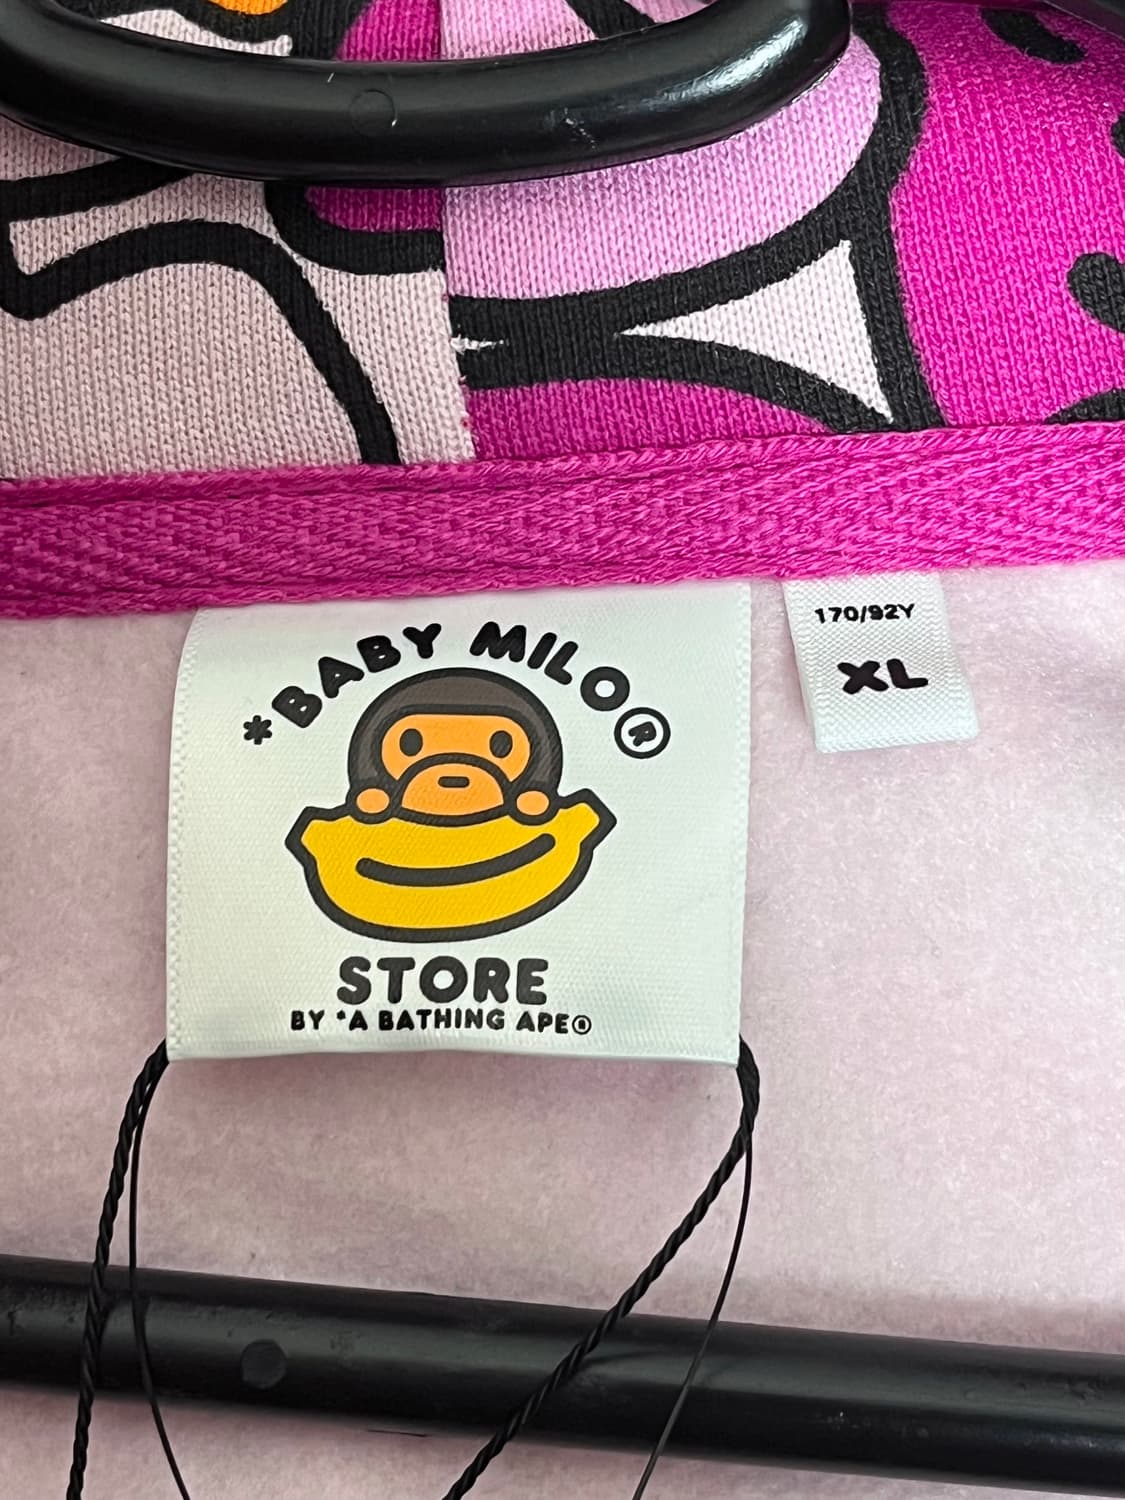 *BABY MILO®
STORE
BY *A BATHING APE®
170/92Y
XL